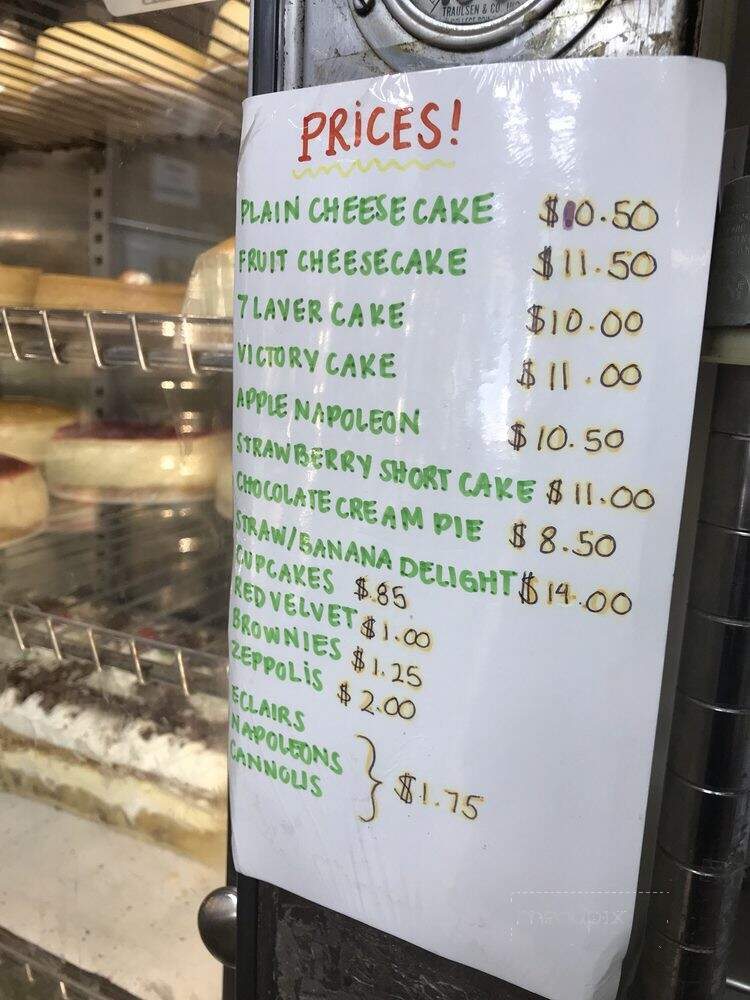 TRAULSEN & CO
PRICES!
PLAIN CHEESE CAKE $10.50
FRUIT CHEESECAKE $11.50
7 LAYER CAKE $10.00
VICTORY CAKE $11.00
APPLE NAPOLEON $10.50
STRAWBERRY SHORT CAKE $11.00
CHOCOLATE CREAM PIE $8.50
STRAW/BANANA DELIGHT $14.00
CUPCAKES $.85
RED VELVET $1.00
BROWNIES $1.25
ZEPPOLIS $2.00
ECLAIRS
NAPOLEONS } $1.75
CANNOLIS